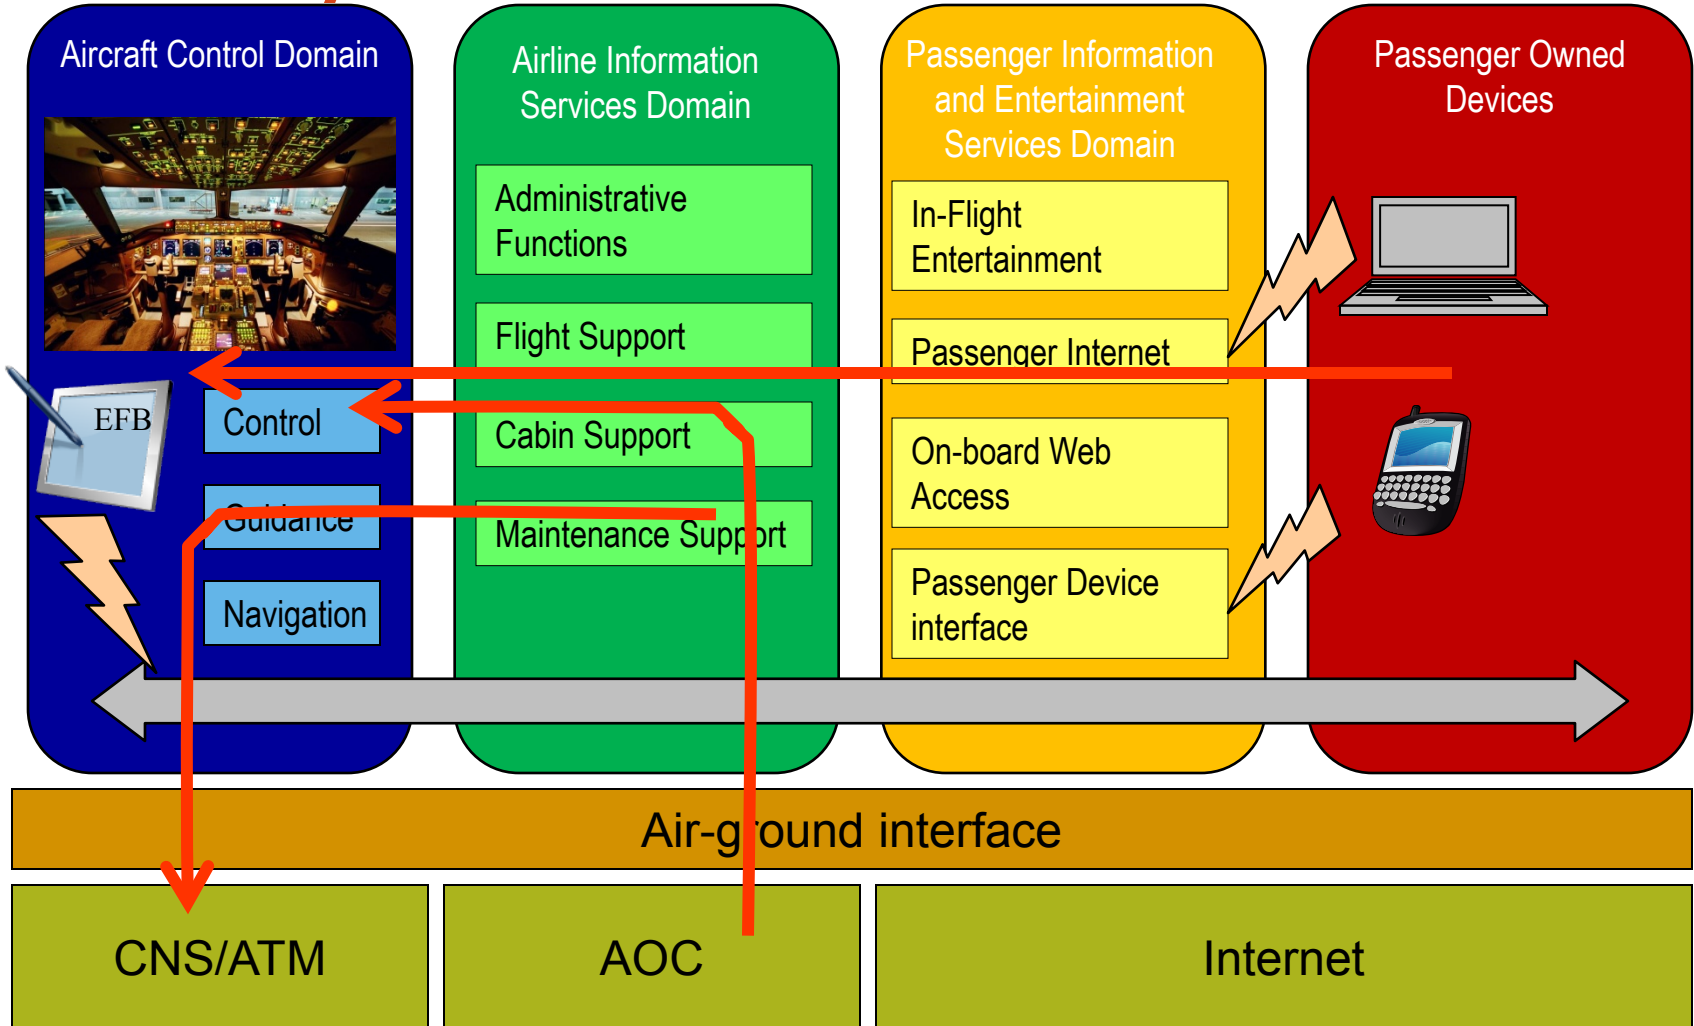 Aircraft Control Domain
EFB
Control
Guidance
Navigation
Airline Information
Services Domain
Administrative
Functions
Flight Support
Cabin Support
Maintenance Support
Passenger Information
and Entertainment
Services Domain
In-Flight
Entertainment
Passenger Internet
On-board Web
Access
Passenger Device
interface
Passenger Owned
Devices
Air-ground interface
CNS/ATM
AOC
Internet